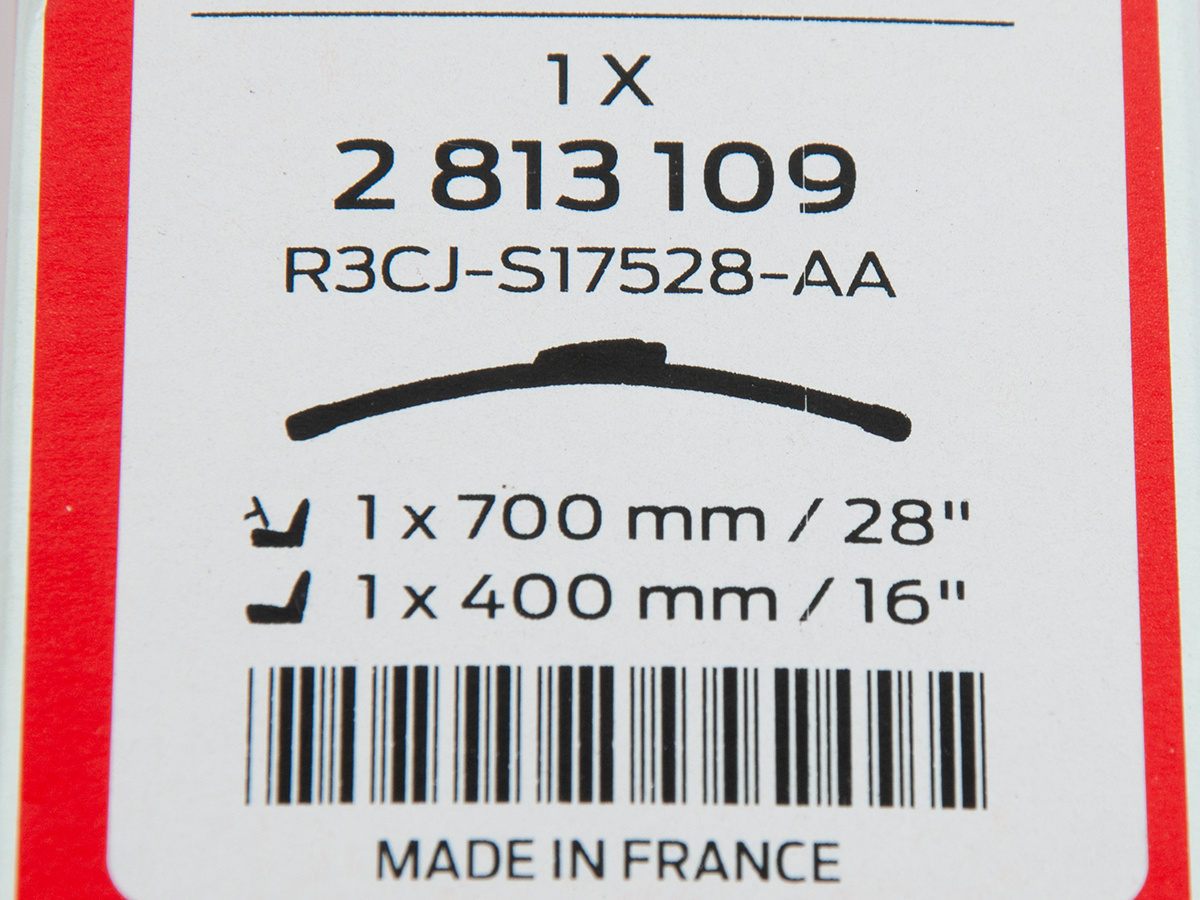 1 X
2 813 109
R3CJ-S17528-AA
1 x 700 mm / 28"
1 x 400 mm / 16"
MADE IN FRANCE